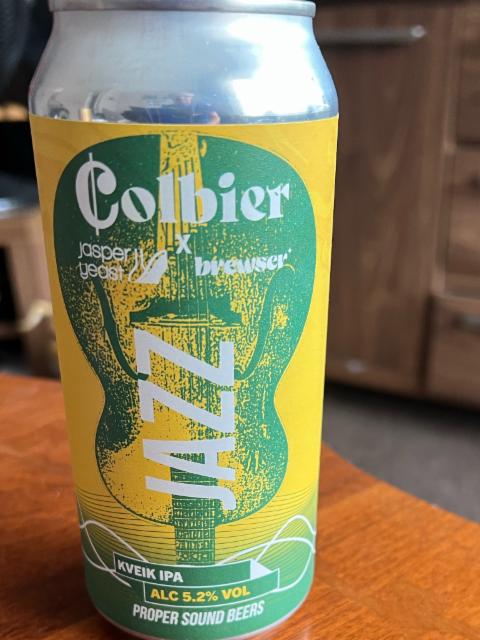 Colbier
jasper
yeast
x
brewser
JAZZ
KVEIK IPA
ALC 5.2% VOL
PROPER SOUND BEERS